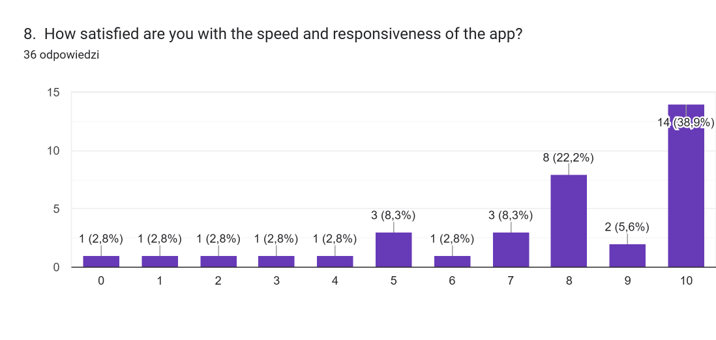 8. How satisfied are you with the speed and responsiveness of the app?
36 odpowiedzi
15
10
5
0
1 (2,8%) 1 (2,8%) 1 (2,8%) 1 (2,8%) 1 (2,8%) 3 (8,3%) 1 (2,8%) 3 (8,3%) 8 (22,2%) 2 (5,6%) 14 (38,9%)
0 1 2 3 4 5 6 7 8 9 10